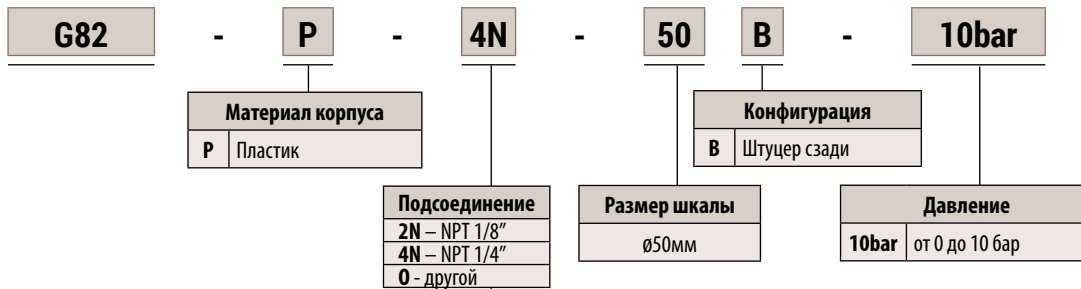 G82 - P - 4N - 50 B - 10bar
Материал корпуса
P Пластик
Конфигурация
B Штуцер сзади
Подсоединение
2N – NPT 1/8”
4N – NPT 1/4”
O - другой
Размер шкалы
ø50мм
Давление
10bar от 0 до 10 бар